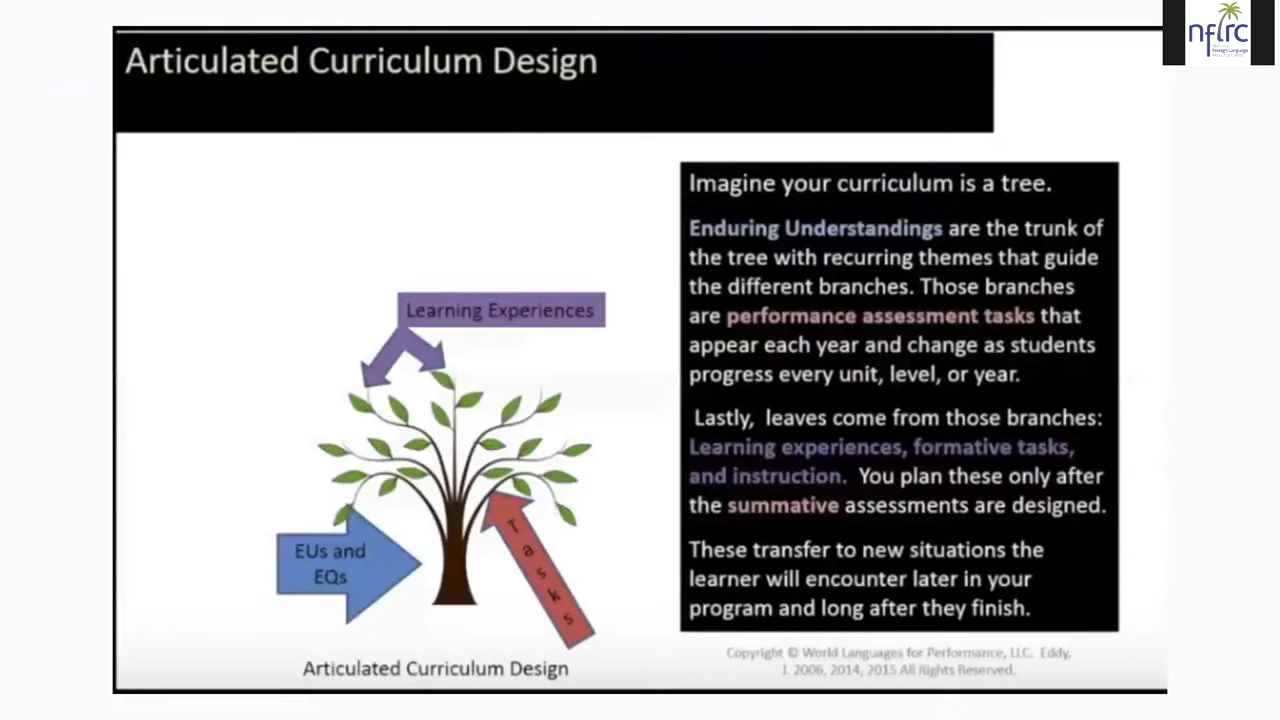 Articulated Curriculum Design
nflrc
National
Foreign Language
Resource Center
Imagine your curriculum is a tree.
Enduring Understandings are the trunk of
the tree with recurring themes that guide
the different branches. Those branches
are performance assessment tasks that
appear each year and change as students
progress every unit, level, or year.
Lastly, leaves come from those branches:
Learning experiences, formative tasks,
and instruction. You plan these only after
the summative assessments are designed.
These transfer to new situations the
learner will encounter later in your
program and long after they finish.
Learning Experiences
EUs and
EQs
Tasks
Articulated Curriculum Design
Copyright © World Languages for Performance, LLC. Eddy,
J. 2006, 2014, 2015 All Rights Reserved.